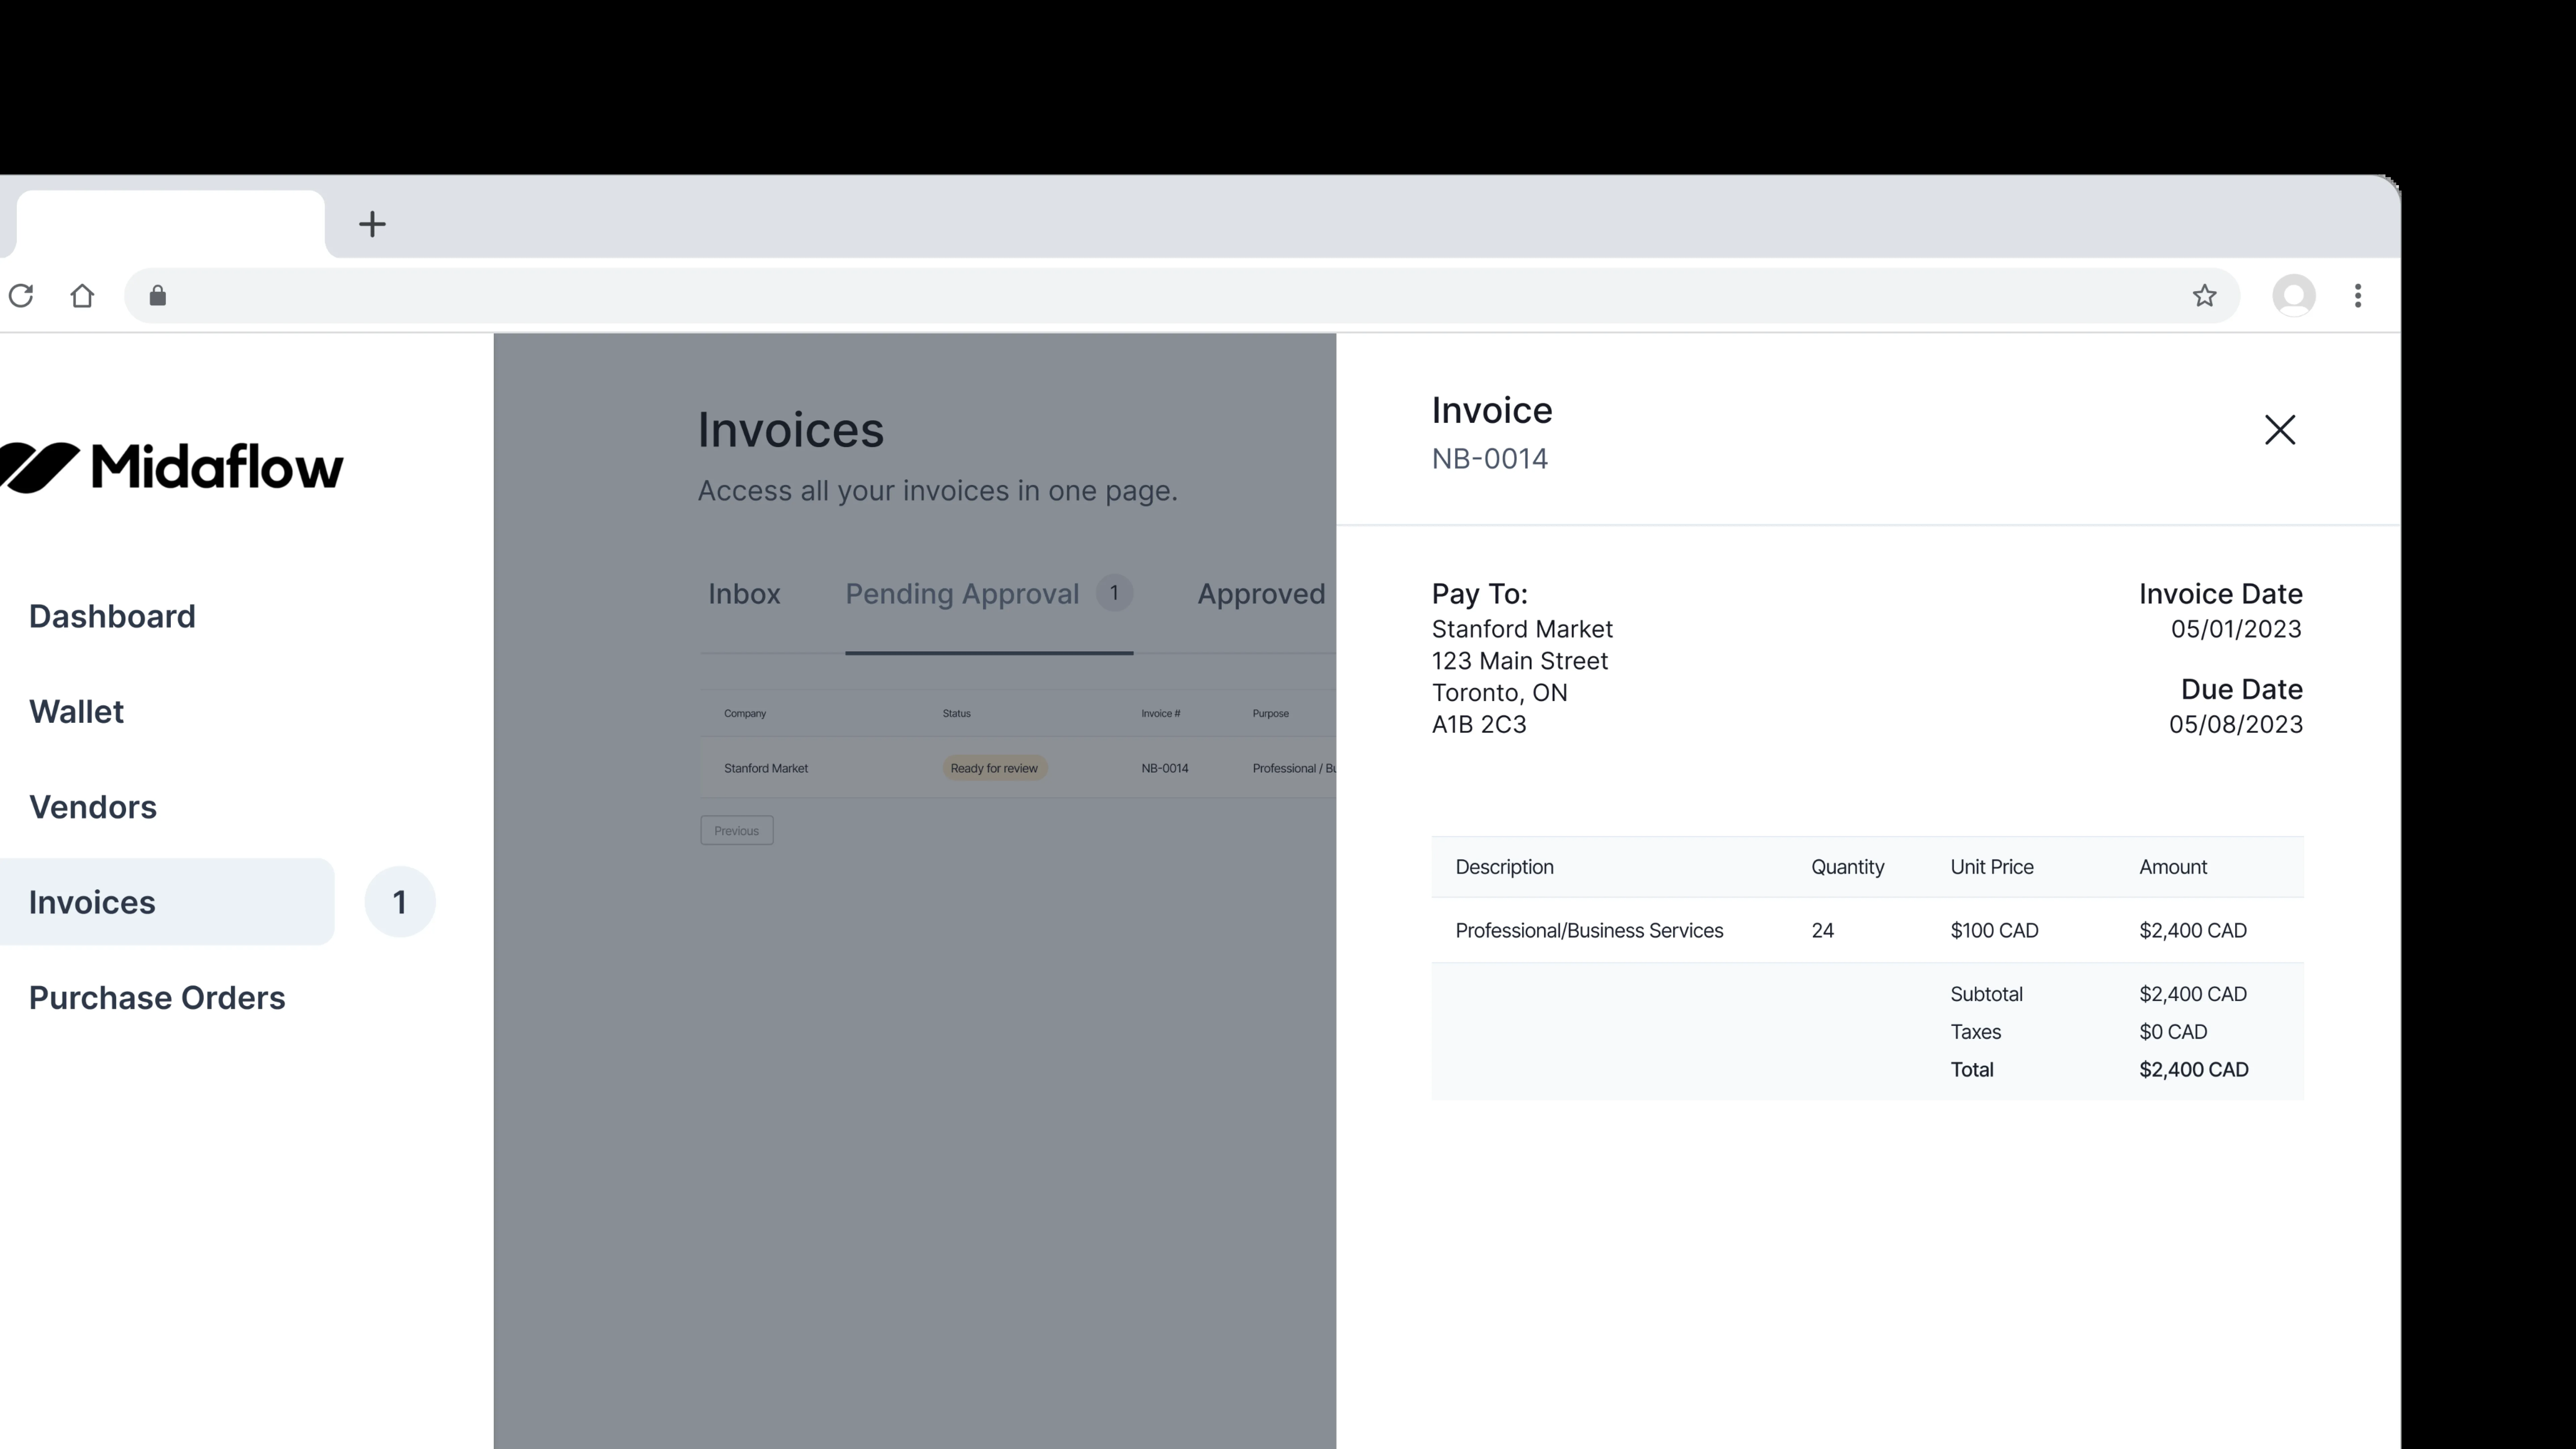 Midaflow
Dashboard
Wallet
Vendors
Invoices 1
Purchase Orders
Invoices
Access all your invoices in one page.
Inbox Pending Approval 1 Approved
Company Status Invoice # Purpose
Stanford Market Ready for review NB-0014 Professional /
Previous
Invoice
NB-0014
Pay To:
Stanford Market
123 Main Street
Toronto, ON
A1B 2C3
Invoice Date
05/01/2023
Due Date
05/08/2023
Description Quantity Unit Price Amount
Professional/Business Services 24 $100 CAD $2,400 CAD
Subtotal $2,400 CAD
Taxes $0 CAD
Total $2,400 CAD